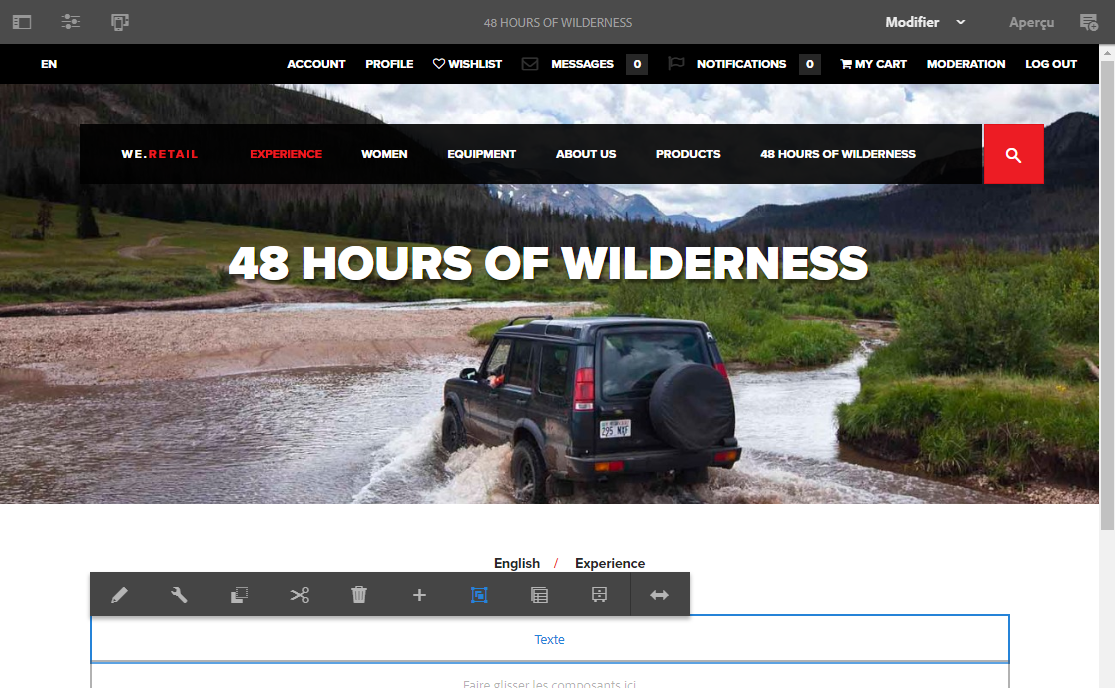 48 HOURS OF WILDERNESS Modifier Aperçu
EN ACCOUNT PROFILE WISHLIST MESSAGES 0 NOTIFICATIONS 0 MY CART MODERATION LOG OUT
WE.RETAIL EXPERIENCE WOMEN EQUIPMENT ABOUT US PRODUCTS 48 HOURS OF WILDERNESS
48 HOURS OF WILDERNESS
295 NXF
English / Experience
Texte
Faire glisser les composants ici